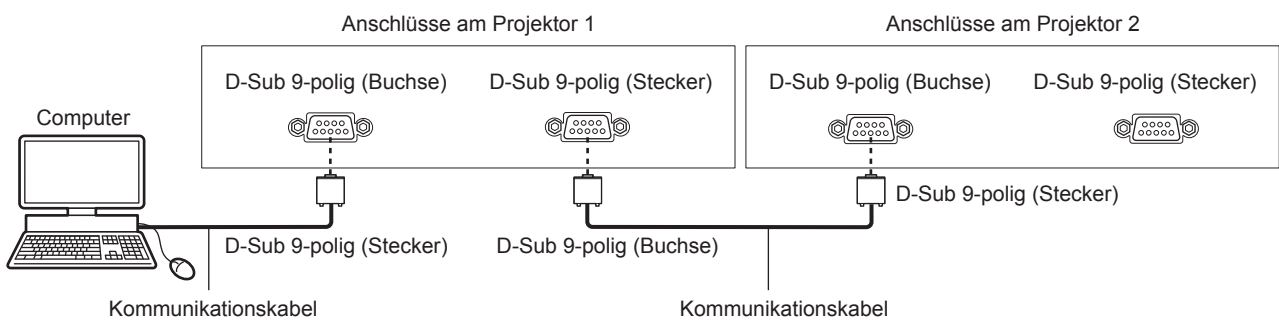 Anschlüsse am Projektor 1
Anschlüsse am Projektor 2
D-Sub 9-polig (Buchse)
D-Sub 9-polig (Stecker)
D-Sub 9-polig (Buchse)
D-Sub 9-polig (Stecker)
Computer
D-Sub 9-polig (Stecker)
D-Sub 9-polig (Stecker)
D-Sub 9-polig (Buchse)
Kommunikationskabel
Kommunikationskabel